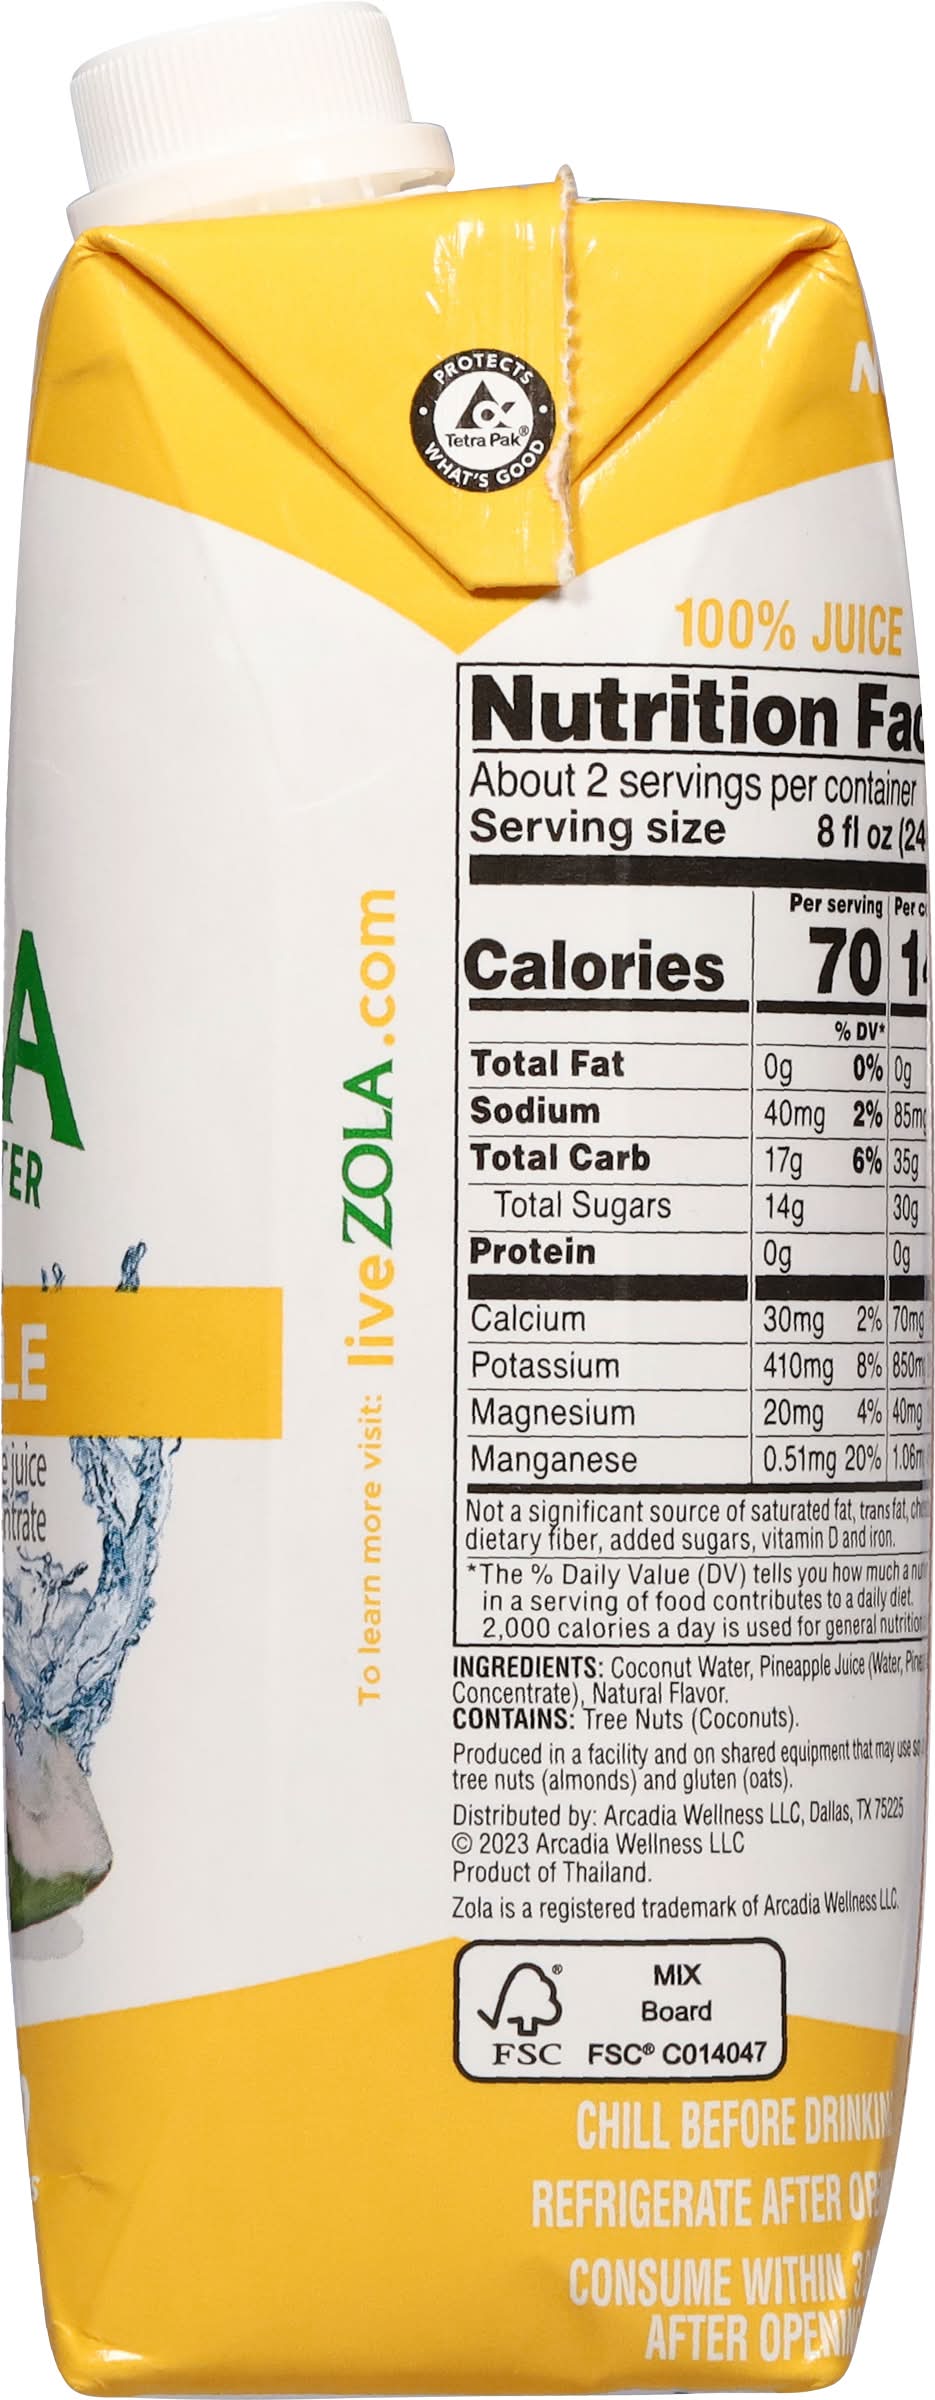 PROTECTS
Tetra Pak®
WHAT'S GOOD
100% JUICE
Nutrition
About 2 servings per container
Serving size 8 fl oz
Per serving Per
Calories 70
% DV*
Total Fat 0g 0% 0g
Sodium 40mg 2% 85mg
Total Carb 17g 6% 35g
Total Sugars 14g 30g
Protein 0g 0g
Calcium 30mg 2% 70mg
Potassium 410mg 8% 850m
Magnesium 20mg 4% 40mg
Manganese 0.51mg 20% 1.06m
Not a significant source of saturated fat, trans fat,
dietary fiber, added sugars, vitamin D and iron.
*The % Daily Value (DV) tells you how much a
in a serving of food contributes to a daily diet.
2,000 calories a day is used for general nutrition
INGREDIENTS: Coconut Water, Pineapple Juice (Water,
Concentrate), Natural Flavor.
CONTAINS: Tree Nuts (Coconuts).
Produced in a facility and on shared equipment that may use
tree nuts (almonds) and gluten (oats).
Distributed by: Arcadia Wellness LLC, Dallas, TX 75225
© 2023 Arcadia Wellness LLC
Product of Thailand.
Zola is a registered trademark of Arcadia Wellness LLC.
FSC® MIX
Board
FSC® C014047
CHILL BEFORE
REFRIGERATE AFTER
CONSUME WITHIN 3
AFTER
To learn more visit: liveZOLA.com
A
TER
LE
e juice
ntrate